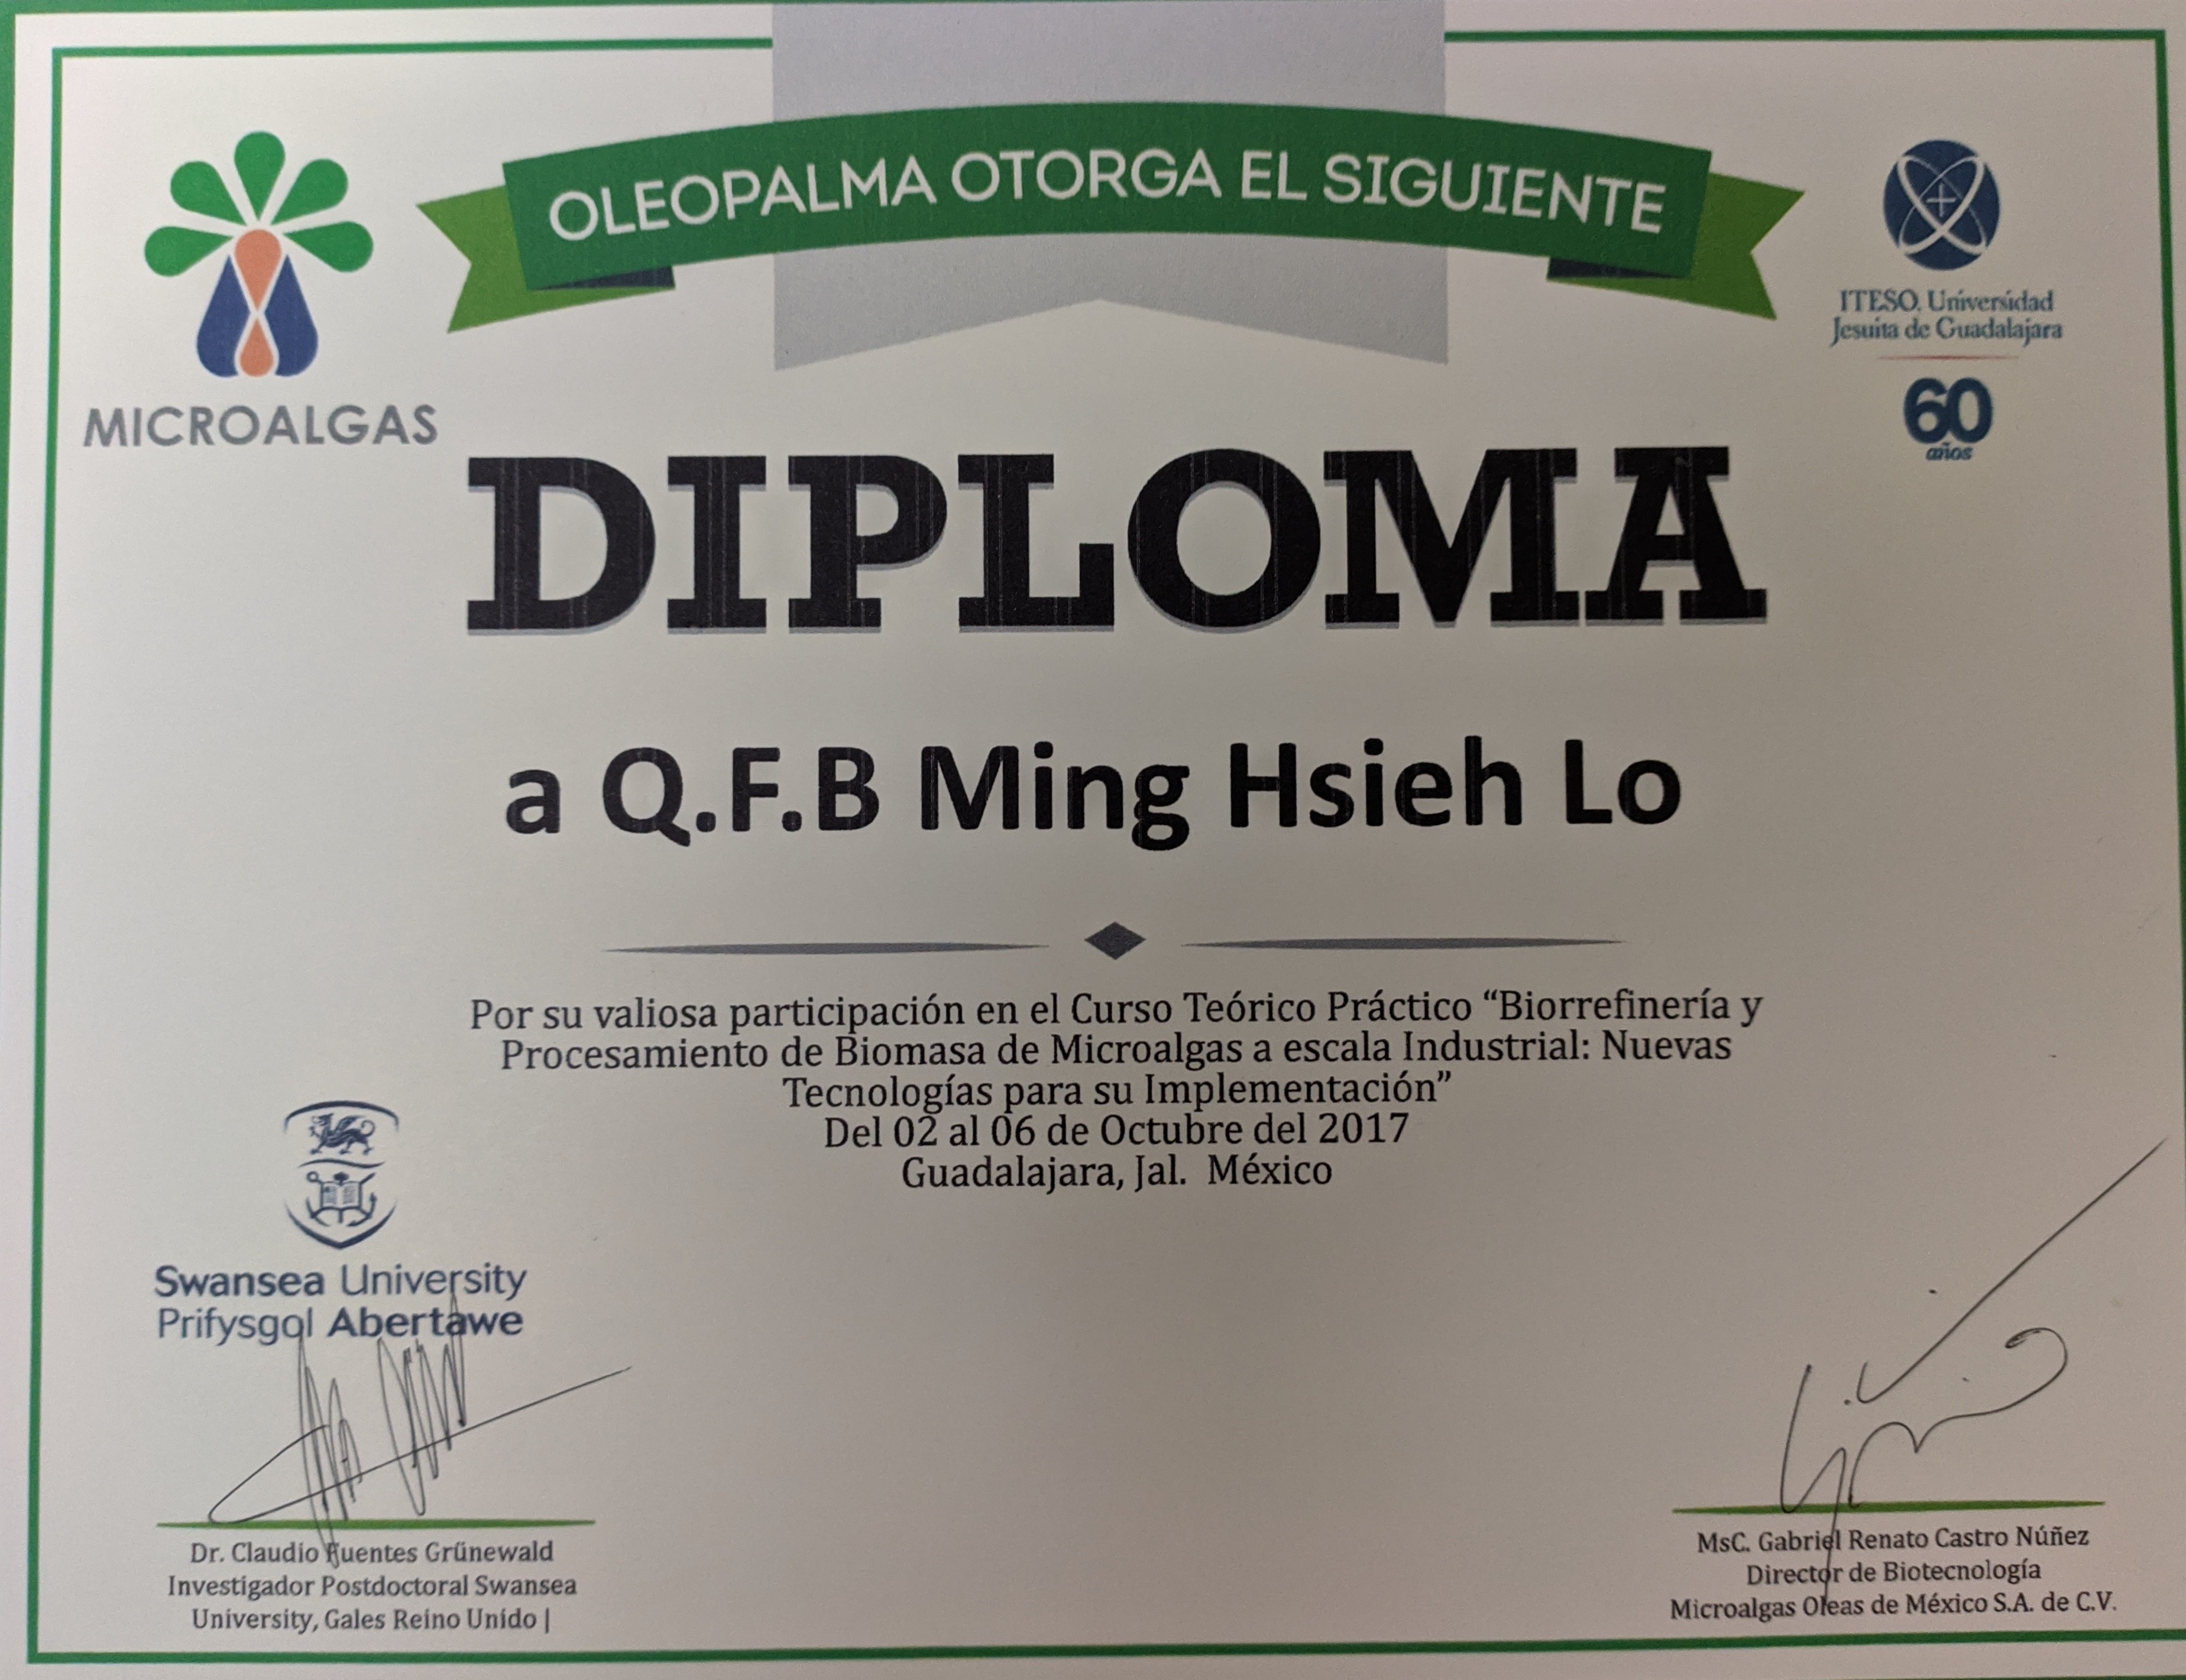 OLEOPALMA OTORGA EL SIGUIENTE
MICROALGAS
ITESO, Universidad
Jesuita de Guadalajara
60
años
DIPLOMA
a Q.F.B Ming Hsieh Lo
Por su valiosa participación en el Curso Teórico Práctico “Biorrefinería y
Procesamiento de Biomasa de Microalgas a escala Industrial: Nuevas
Tecnologías para su Implementación”
Del 02 al 06 de Octubre del 2017
Guadalajara, Jal. México
Swansea University
Prifysgol Abertawe
Dr. Claudio Fuentes Grünewald
Investigador Postdoctoral Swansea
University, Gales Reino Unido |
MsC. Gabriel Renato Castro Núñez
Director de Biotecnología
Microalgas Oleas de México S.A. de C.V.